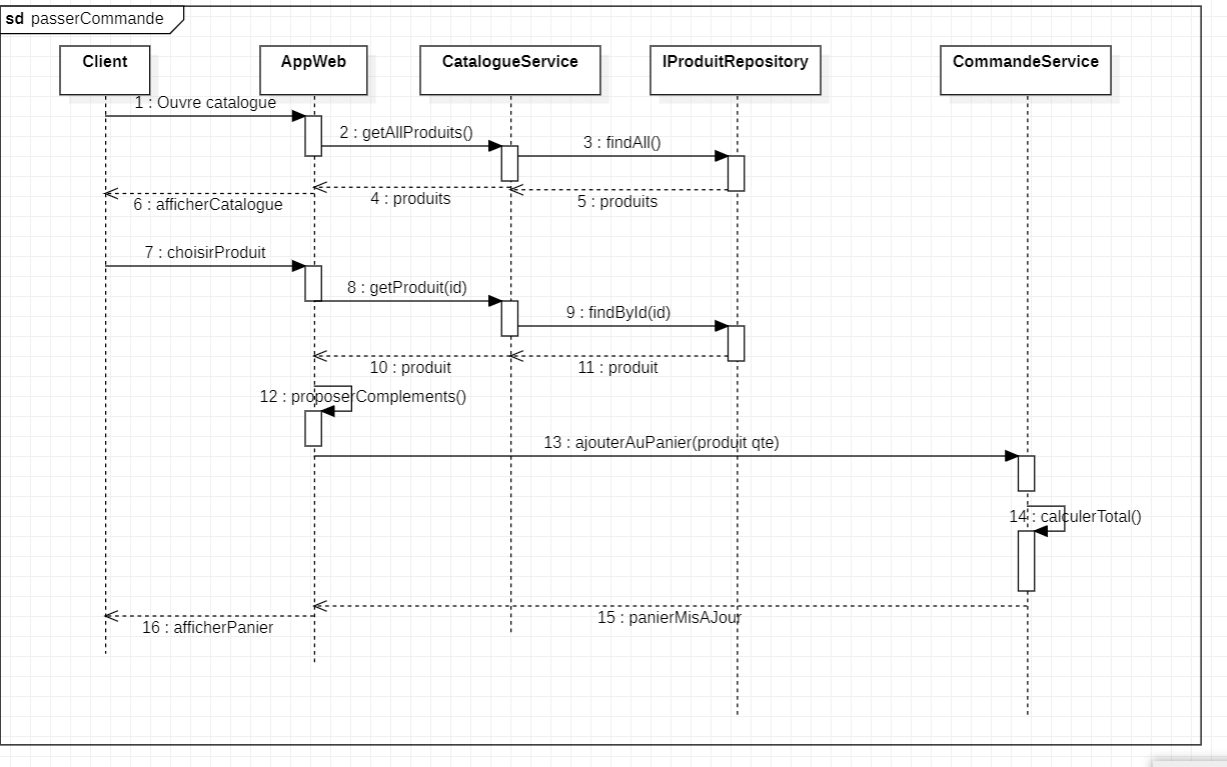 sd passerCommande
Client
AppWeb
CatalogueService
IProduitRepository
CommandeService
1 : Ouvre catalogue
2 : getAllProduits()
3 : findAll()
4 : produits
5 : produits
6 : afficherCatalogue
7 : choisirProduit
8 : getProduit(id)
9 : findById(id)
10 : produit
11 : produit
12 : proposerComplements()
13 : ajouterAuPanier(produit qte)
14 : calculerTotal()
15 : panierMisAJour
16 : afficherPanier